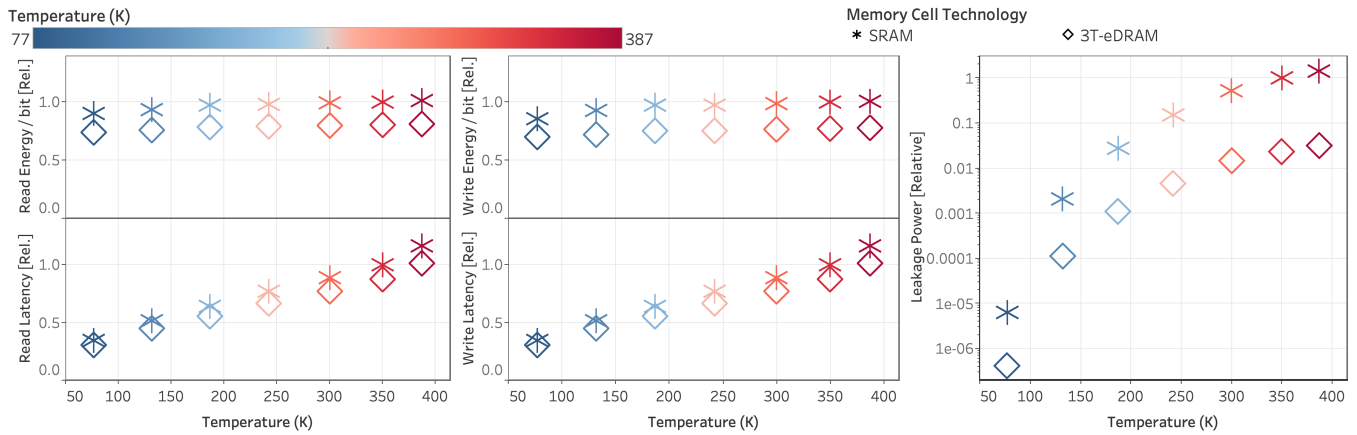 Temperature (K)
77
387
Memory Cell Technology
SRAM
3T-eDRAM
Read Energy / bit [Rel.]
1.0
0.5
0.0
Read Latency [Rel.]
1.0
0.5
0.0
50 100 150 200 250 300 350 400
Temperature (K)
Write Energy / bit [Rel.]
1.0
0.5
0.0
Write Latency [Rel.]
1.0
0.5
0.0
50 100 150 200 250 300 350 400
Temperature (K)
Leakage Power [Relative]
1
0.1
0.01
0.001
0.0001
1e-05
1e-06
50 100 150 200 250 300 350 400
Temperature (K)